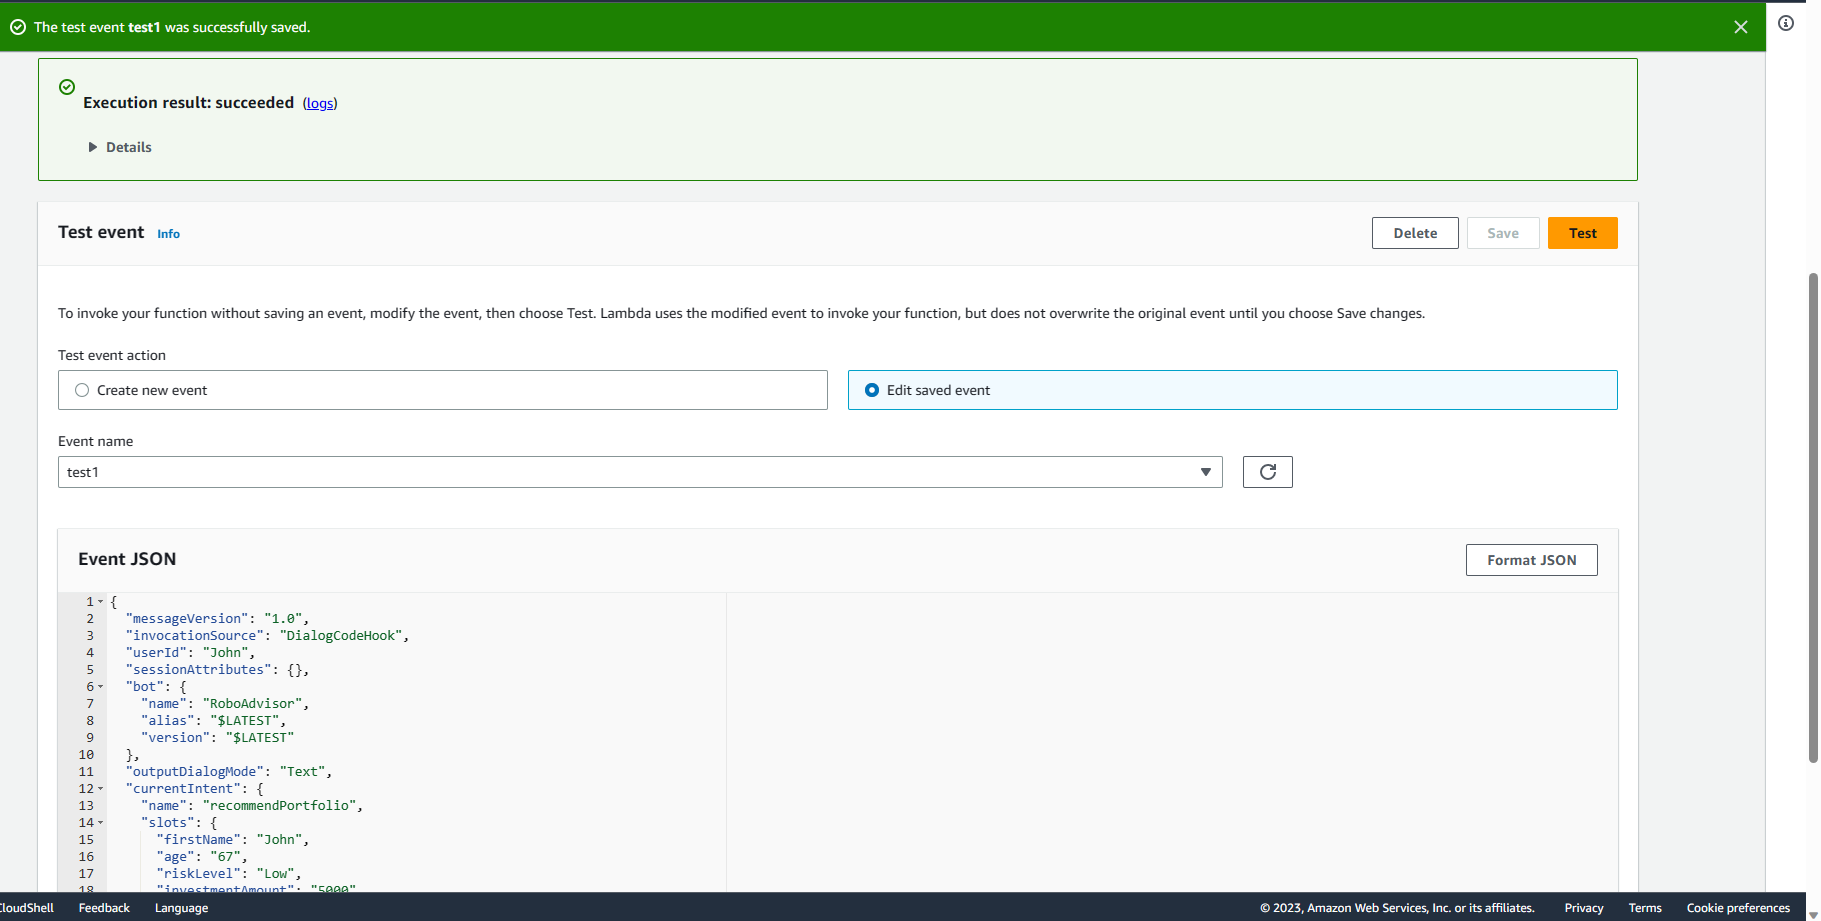 The test event test1 was successfully saved.
Execution result: succeeded (logs)
Details
Test event Info
Delete
Save
Test
To invoke your function without saving an event, modify the event, then choose Test. Lambda uses the modified event to invoke your function, but does not overwrite the original event until you choose Save changes.
Test event action
Create new event
Edit saved event
Event name
test1
Event JSON
Format JSON
1 {
2 "messageVersion": "1.0",
3 "invocationSource": "DialogCodeHook",
4 "userId": "John",
5 "sessionAttributes": {},
6 "bot": {
7 "name": "RoboAdvisor",
8 "alias": "$LATEST",
9 "version": "$LATEST"
10 },
11 "outputDialogMode": "Text",
12 "currentIntent": {
13 "name": "recommendPortfolio",
14 "slots": {
15 "firstName": "John",
16 "age": "67",
17 "riskLevel": "Low",
18 "investmentAmount": "5000"
CloudShell
Feedback
Language
© 2023, Amazon Web Services, Inc. or its affiliates.
Privacy
Terms
Cookie preferences